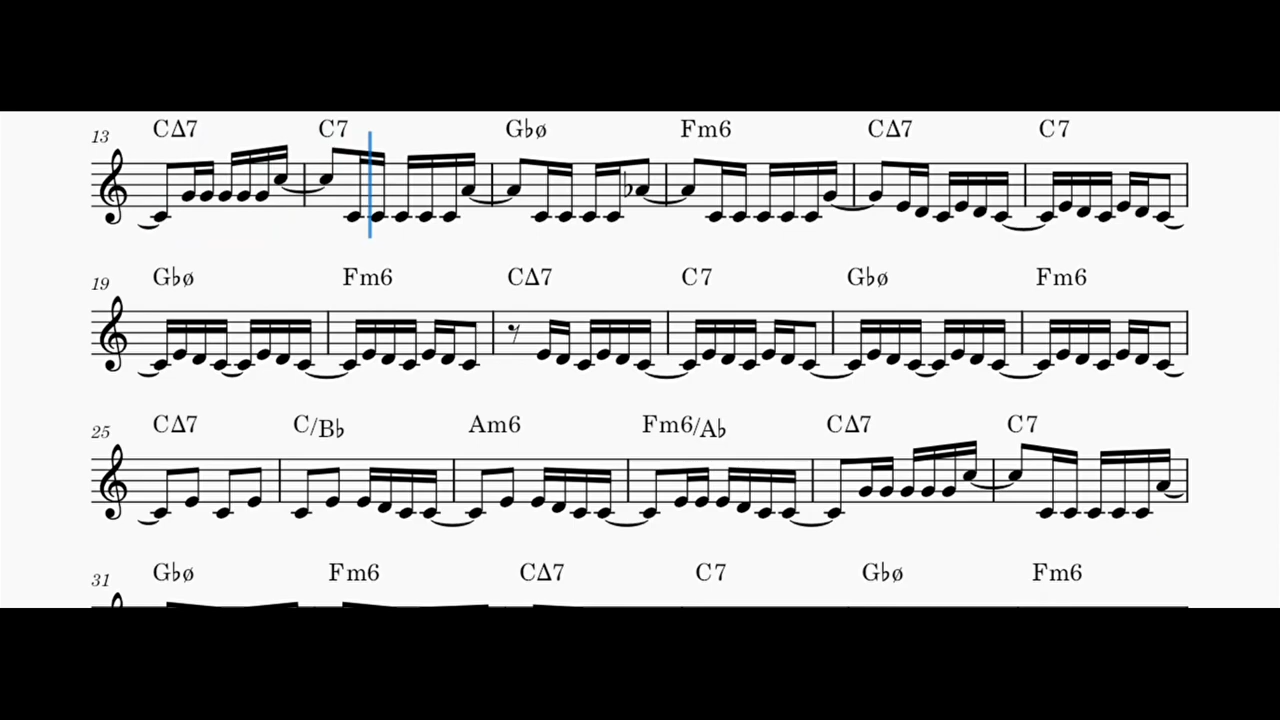 13 CΔ7 C7 G♭ø Fm6 CΔ7 C7
19 G♭ø Fm6 CΔ7 C7 G♭ø Fm6
25 CΔ7 C/B♭ Am6 Fm6/A♭ CΔ7 C7
31 G♭ø Fm6 CΔ7 C7 G♭ø Fm6